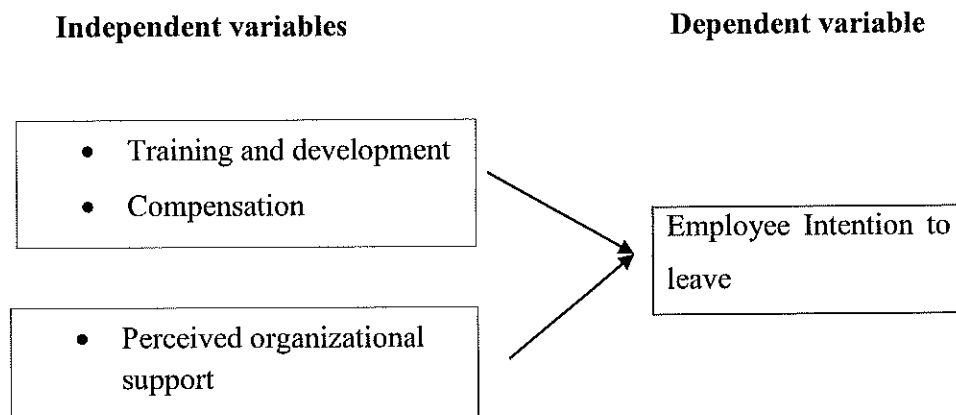 Independent variables
Dependent variable
• Training and development
• Compensation
Employee Intention to
leave
• Perceived organizational
support